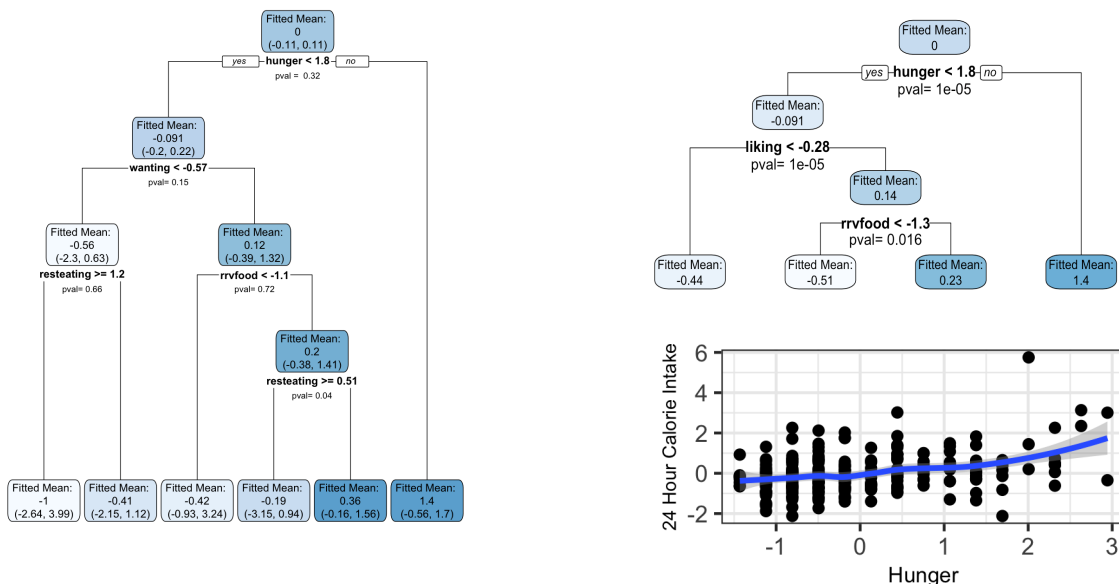 Fitted Mean:
0
(-0.11, 0.11)
yes
hunger < 1.8
no
pval = 0.32
Fitted Mean:
-0.091
(-0.2, 0.22)
wanting < -0.57
pval= 0.15
Fitted Mean:
-0.56
(-2.3, 0.63)
resteating >= 1.2
pval= 0.66
Fitted Mean:
0.12
(-0.39, 1.32)
rrvfood < -1.1
pval= 0.72
Fitted Mean:
0.2
(-0.38, 1.41)
resteating >= 0.51
pval= 0.04
Fitted Mean:
-1
(-2.64, 3.99)
Fitted Mean:
-0.41
(-2.15, 1.12)
Fitted Mean:
-0.42
(-0.93, 3.24)
Fitted Mean:
-0.19
(-3.15, 0.94)
Fitted Mean:
0.36
(-0.16, 1.56)
Fitted Mean:
1.4
(-0.56, 1.7)
Fitted Mean:
0
yes
hunger < 1.8
no
pval= 1e-05
Fitted Mean:
-0.091
liking < -0.28
pval= 1e-05
Fitted Mean:
0.14
rrvfood < -1.3
pval= 0.016
Fitted Mean:
-0.44
Fitted Mean:
-0.51
Fitted Mean:
0.23
Fitted Mean:
1.4
24 Hour Calorie Intake
6
4
2
0
-2
-1
0
1
2
3
Hunger